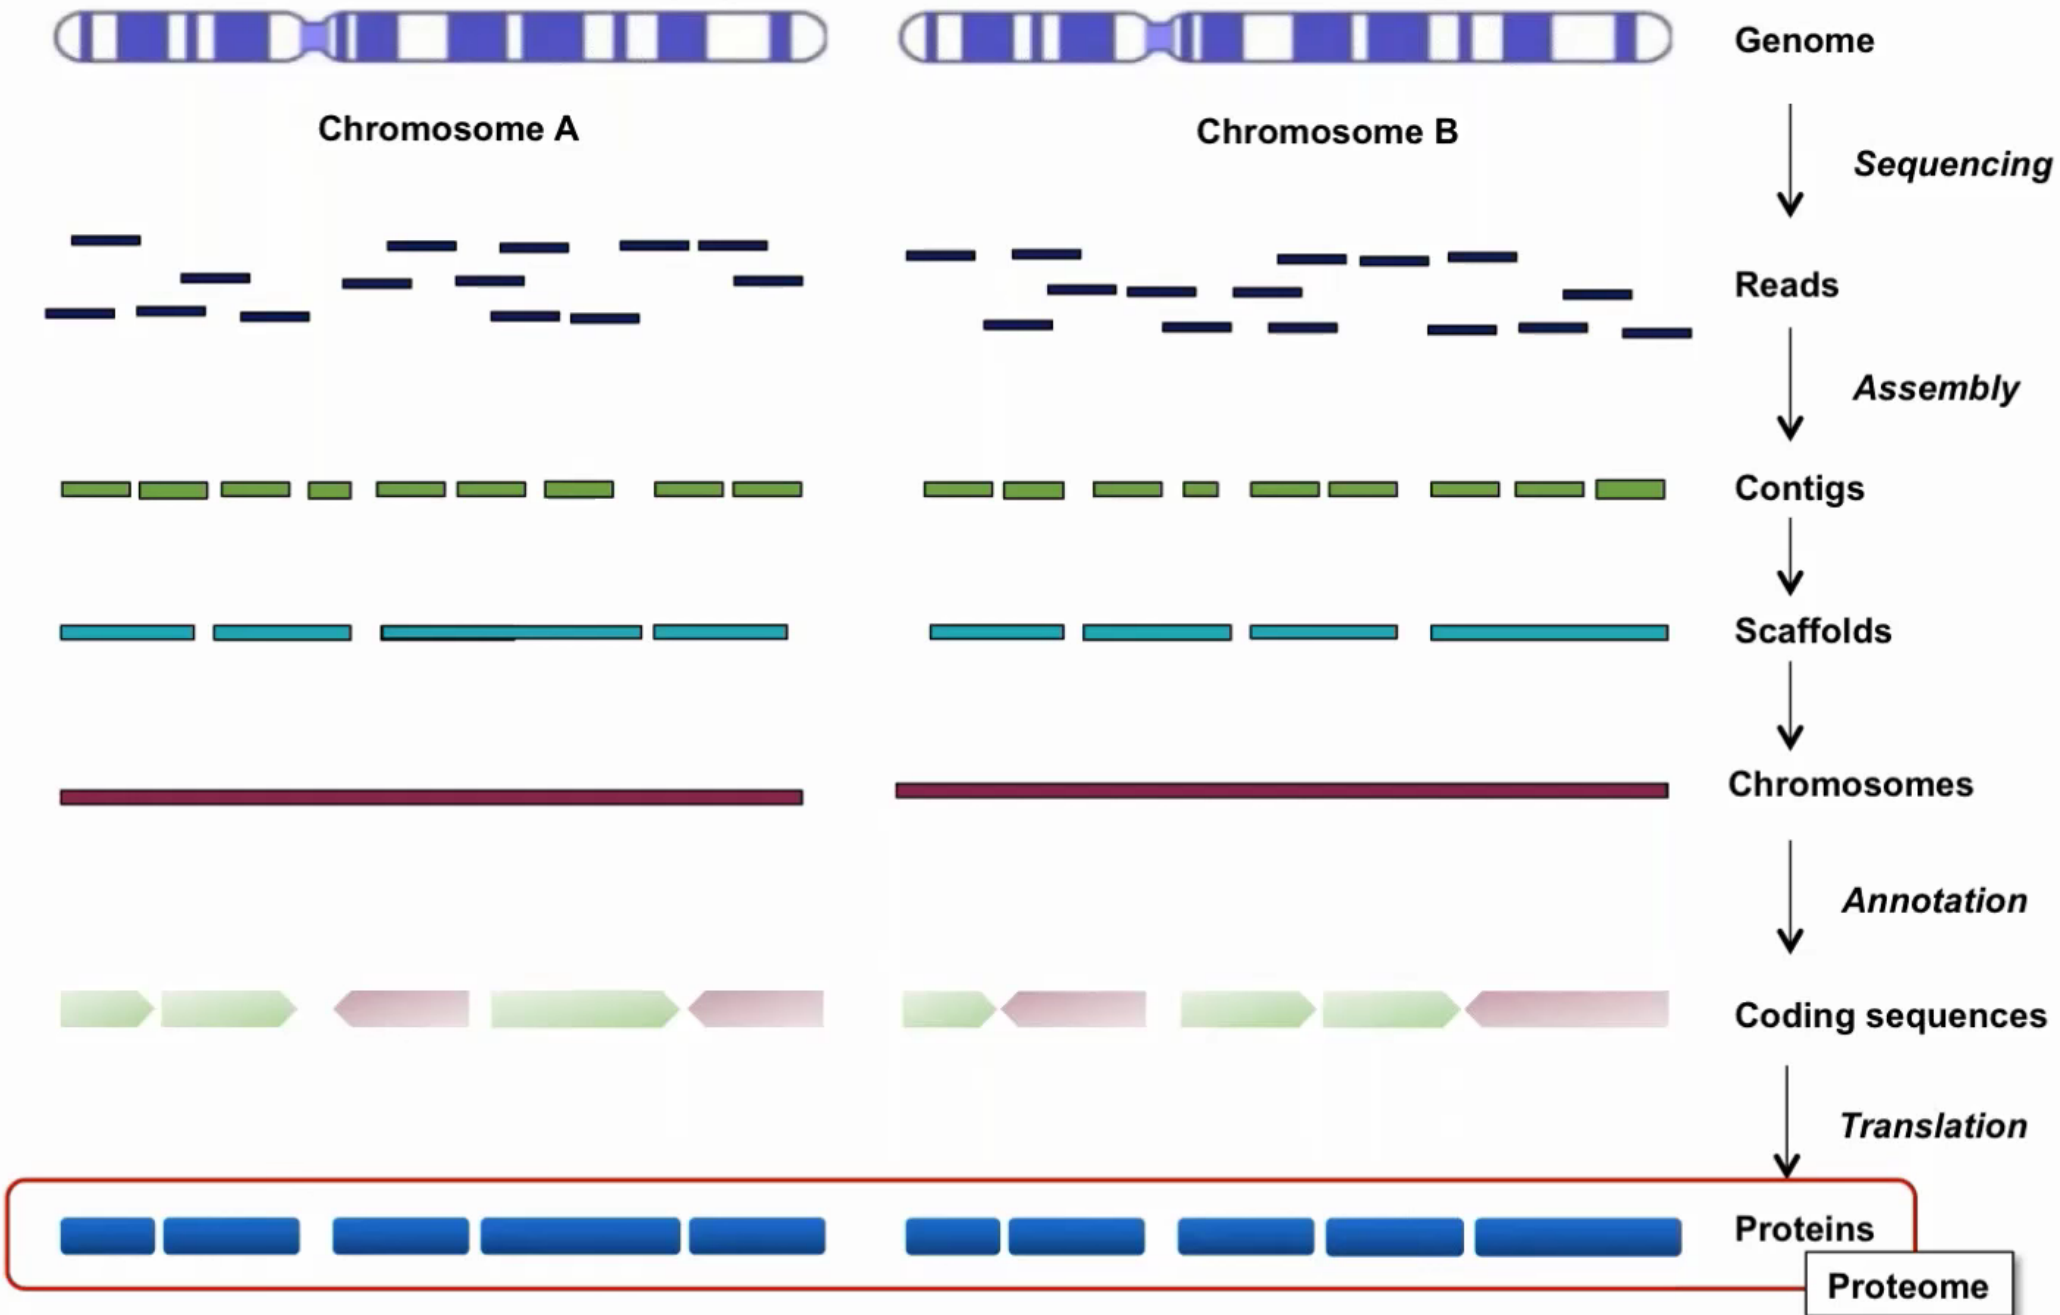 Genome
Chromosome A
Chromosome B
Sequencing
Reads
Assembly
Contigs
Scaffolds
Chromosomes
Annotation
Coding sequences
Translation
Proteins
Proteome